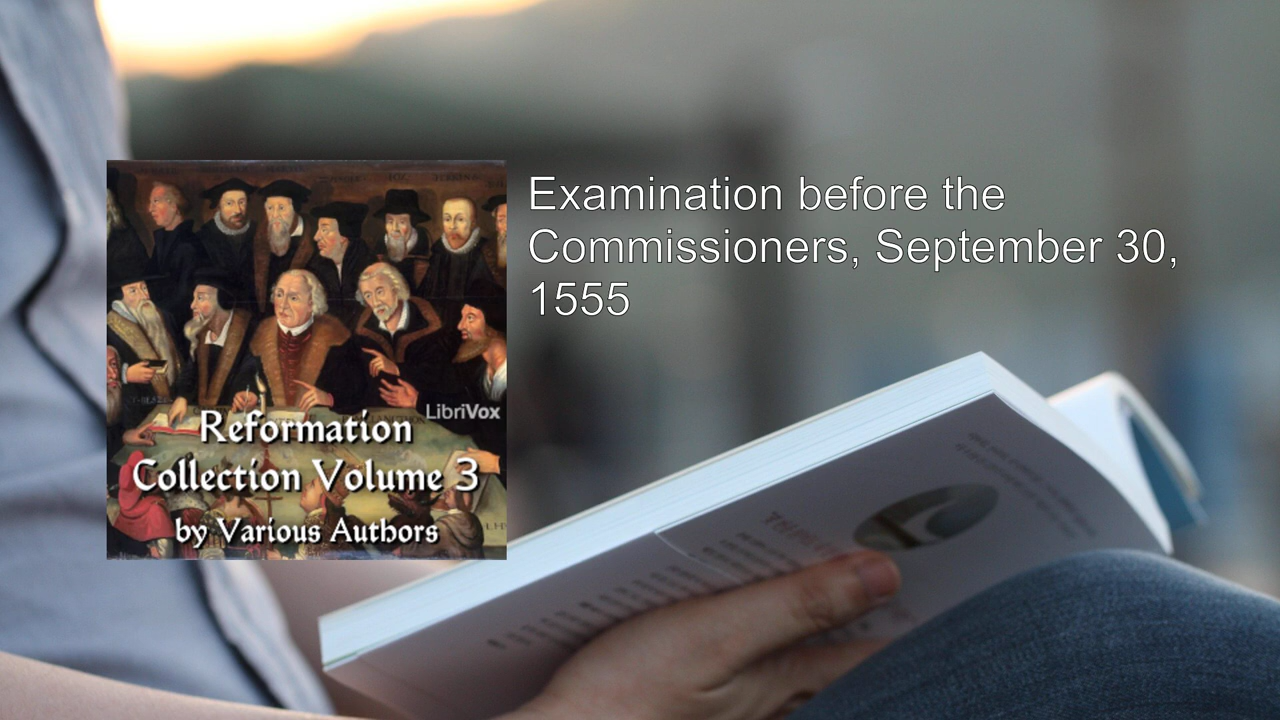 Examination before the
Commissioners, September 30,
1555
LibriVox
Reformation
Collection Volume 3
by Various Authors